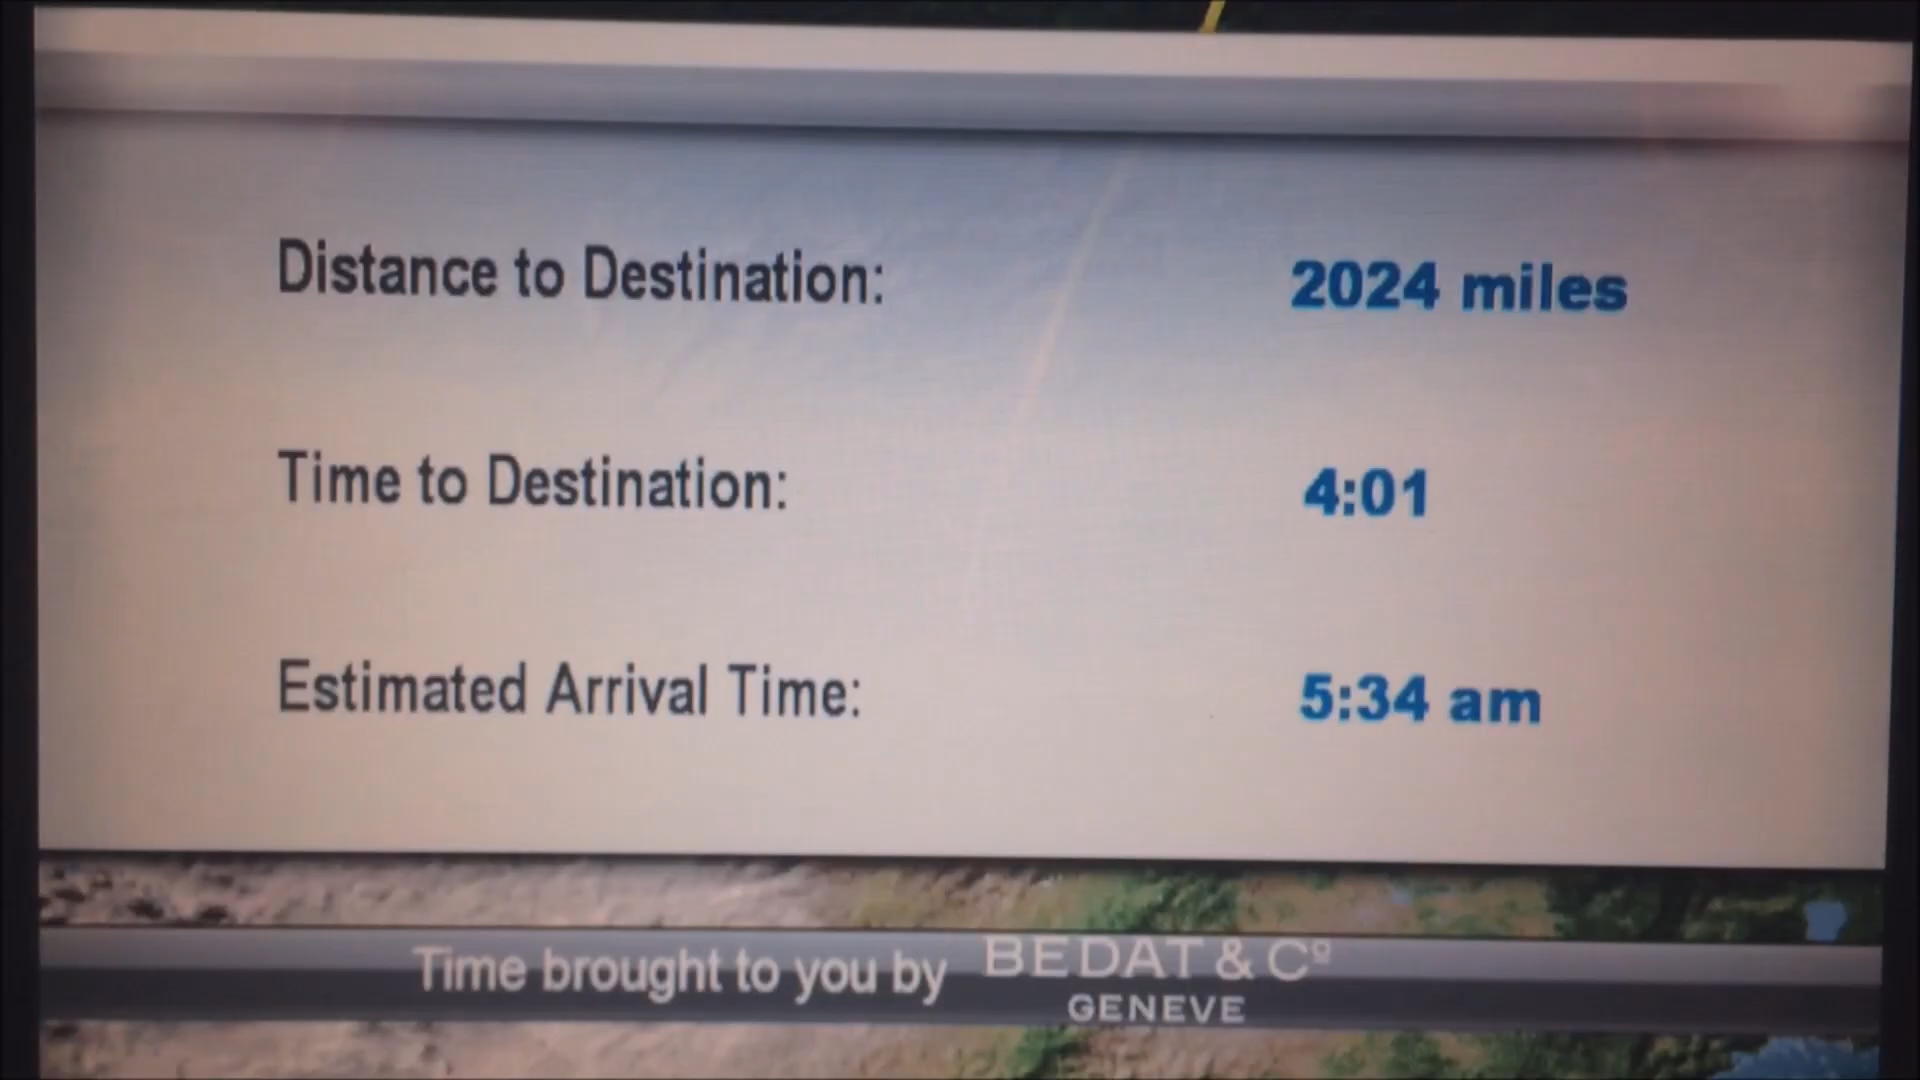 Distance to Destination: 2024 miles
Time to Destination: 4:01
Estimated Arrival Time: 5:34 am
Time brought to you by BEDAT & Cº
GENEVE